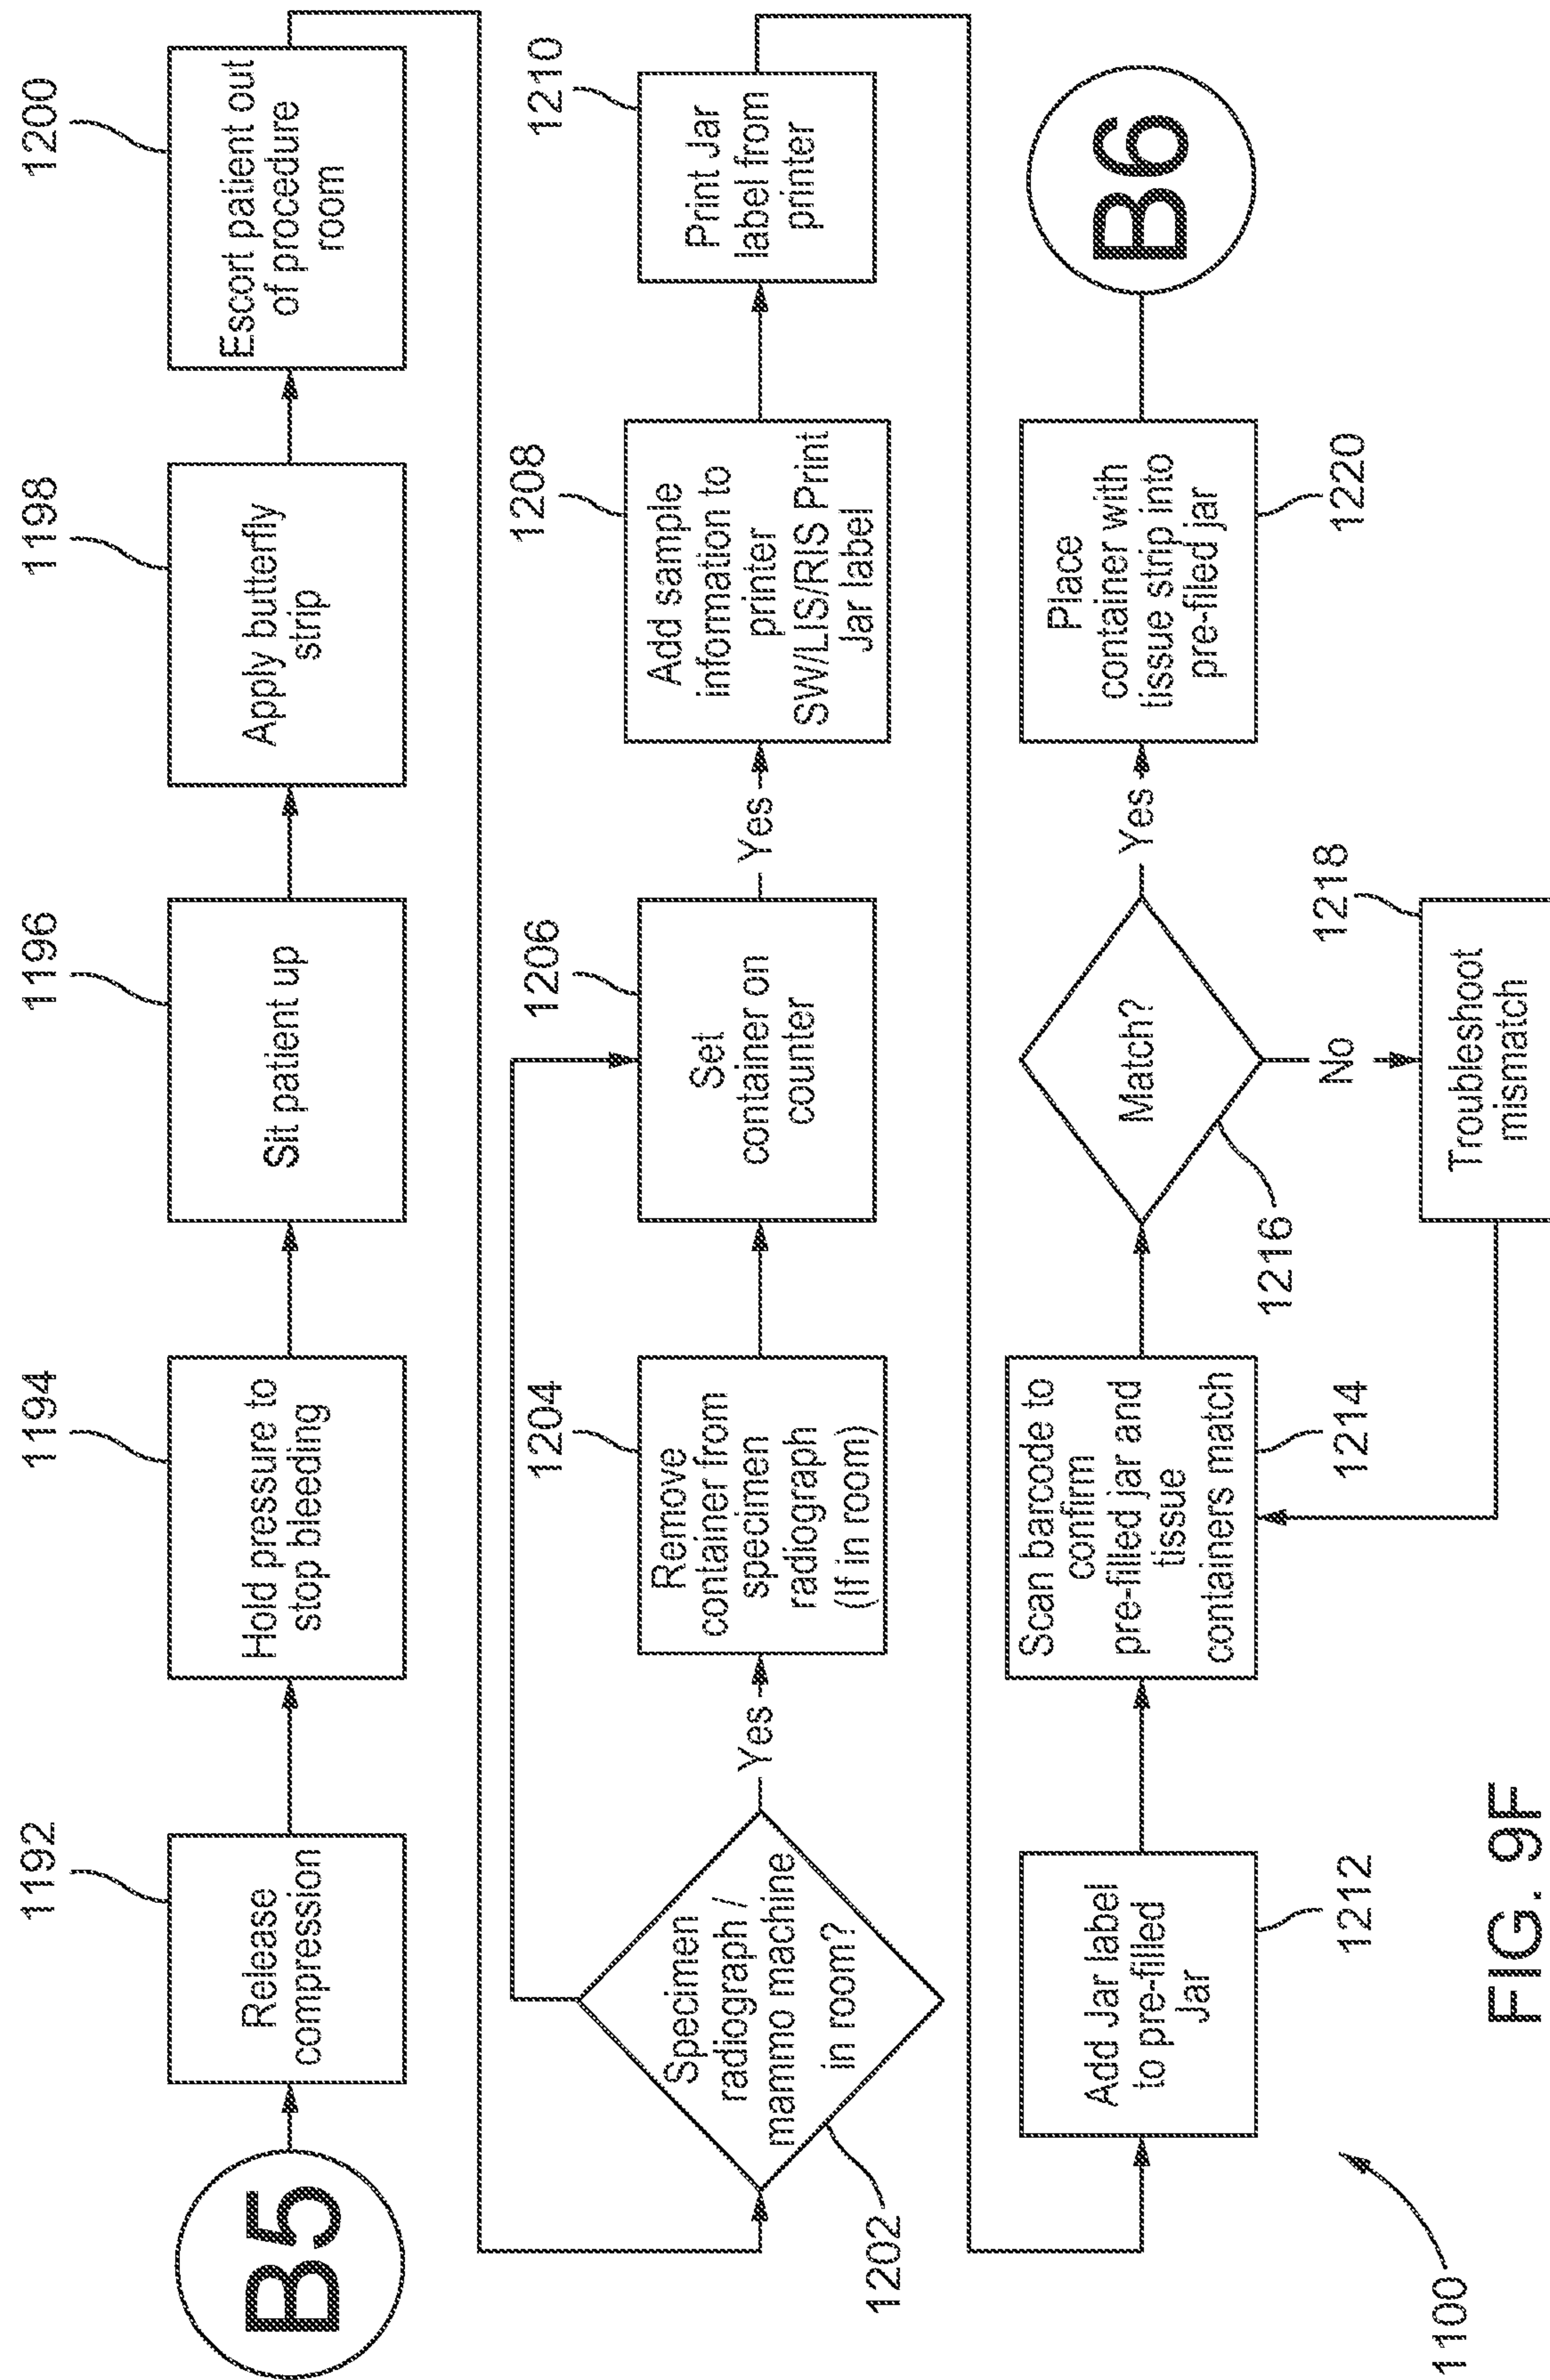 1192
1194
1196
1198
1200
B5
Release
compression
Hold pressure to
stop bleeding
Sit patient up
Apply butterfly
strip
Escort patient out
of procedure
room
1202
1204
1206
1208
1210
Specimen
radiograph /
mammo machine
in room?
Yes
Remove
container from
specimen
radiograph
(If in room)
Set
container on
counter
Yes
Add sample
information to
printer
SW/LIS/RIS Print
Jar label
Print Jar
label from
printer
Add Jar label
to pre-filled
Jar
1212
Scan barcode to
confirm
pre-filled jar and
tissue
containers match
1214
Match?
1216
Yes
No
Place
container with
tissue strip into
pre-filed jar
1220
B6
1218
Troubleshoot
mismatch
1100
FIG. 9F